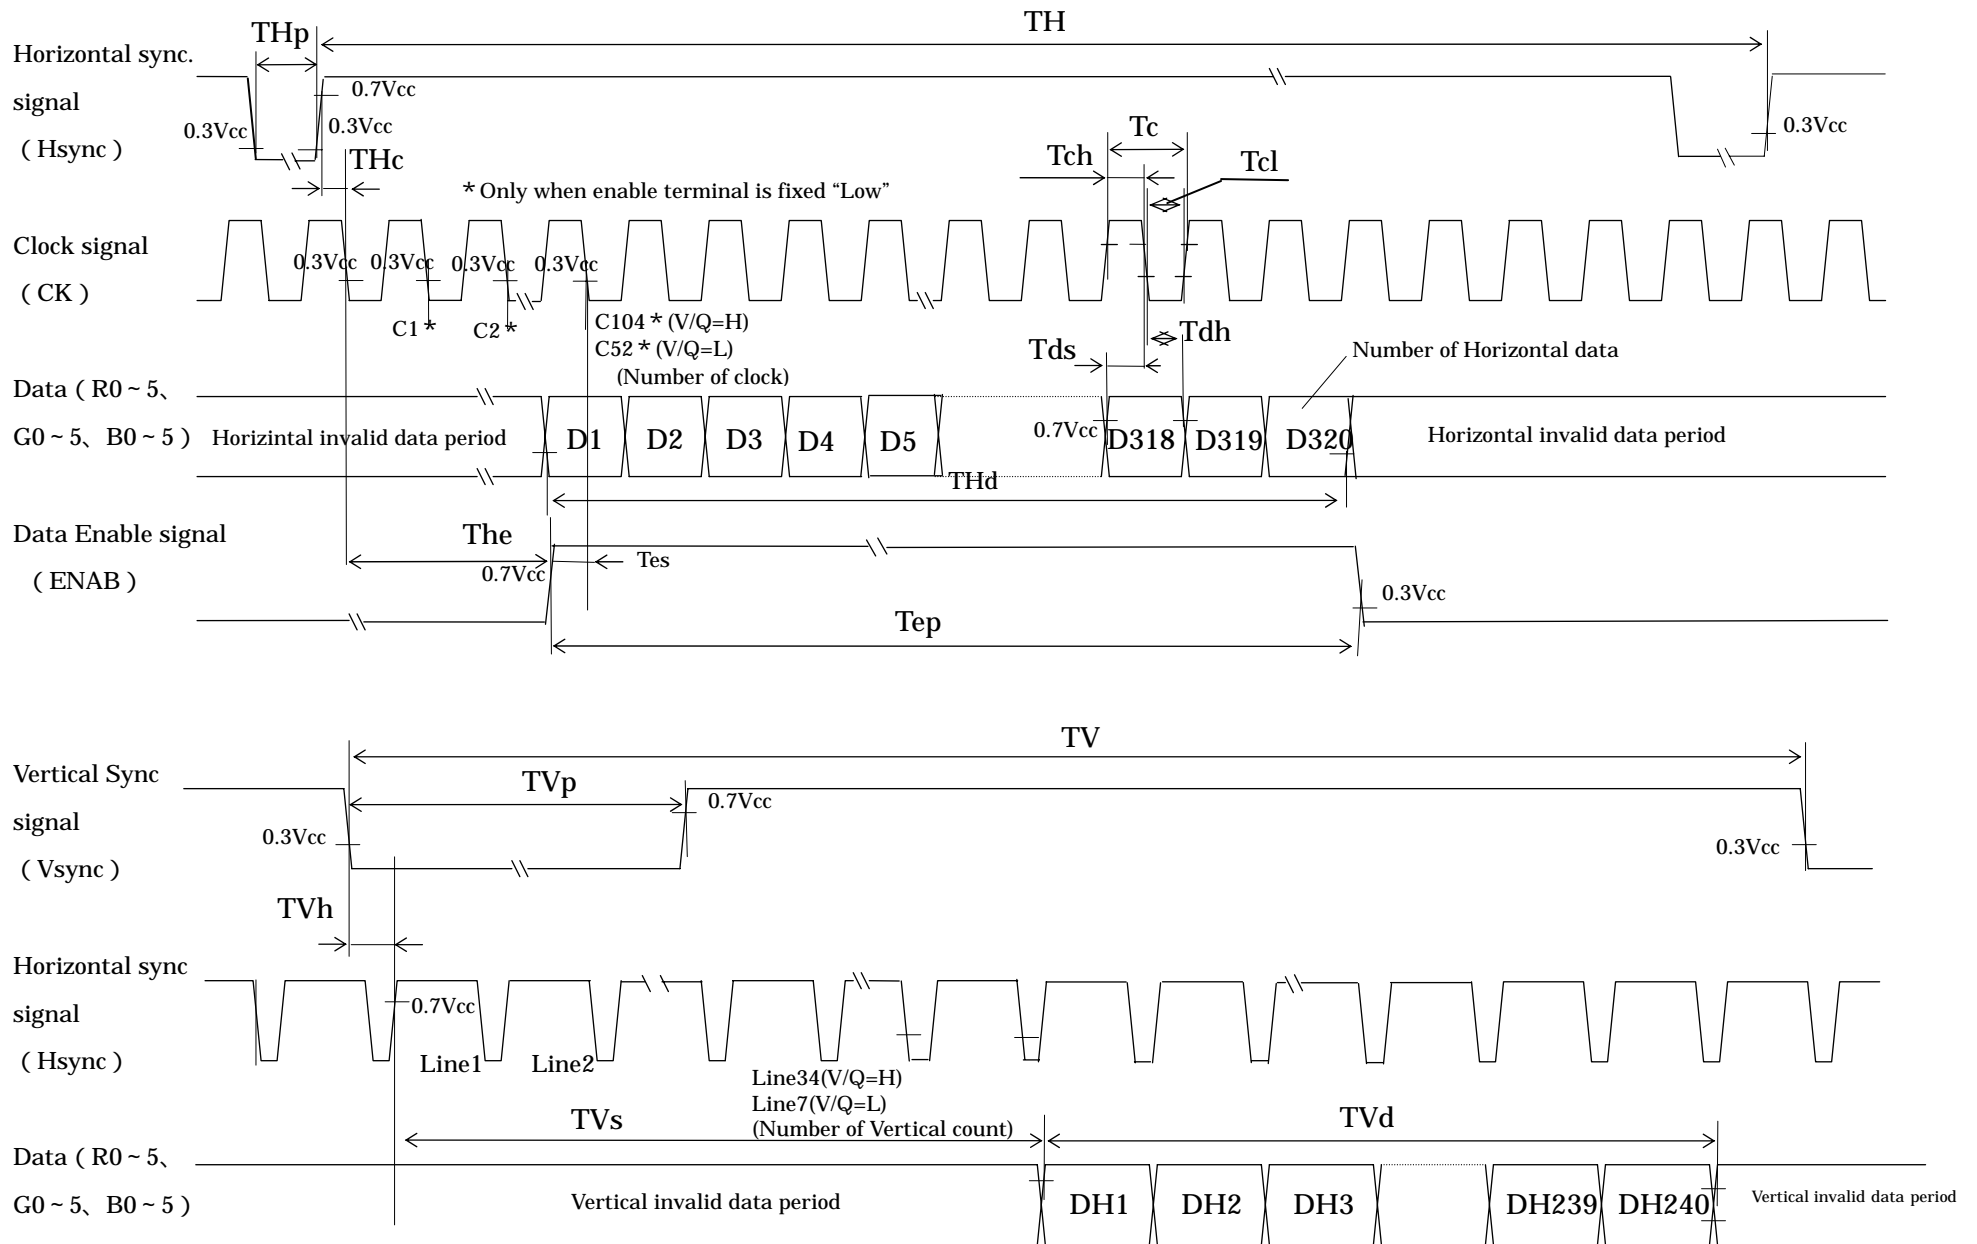 TH
THp
Horizontal sync.
signal
( Hsync )
0.7Vcc
0.3Vcc
0.3Vcc
0.3Vcc
THc
Tc
Tch
Tcl
* Only when enable terminal is fixed “Low”
Clock signal
( CK )
0.3Vcc
0.3Vcc
0.3Vcc
0.3Vcc
C1 *
C2 *
C104 * (V/Q=H)
C52 * (V/Q=L)
(Number of clock)
Tds
Tdh
Number of Horizontal data
Data ( R0 ~ 5、
G0 ~ 5、 B0 ~ 5 )
Horizintal invalid data period
D1
D2
D3
D4
D5
0.7Vcc
D318
D319
D320
Horizontal invalid data period
THd
Data Enable signal
( ENAB )
The
0.7Vcc
Tes
0.3Vcc
Tep
TV
Vertical Sync
signal
( Vsync )
TVp
0.7Vcc
0.3Vcc
0.3Vcc
TVh
Horizontal sync
signal
( Hsync )
0.7Vcc
Line1
Line2
Line34(V/Q=H)
Line7(V/Q=L)
(Number of Vertical count)
TVs
TVd
Data ( R0 ~ 5、
G0 ~ 5、 B0 ~ 5 )
Vertical invalid data period
DH1
DH2
DH3
DH239
DH240
Vertical invalid data period